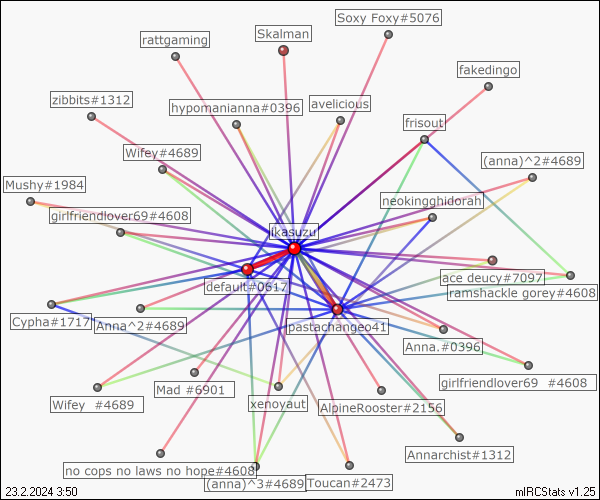 Soxy Foxy#5076
Skalman
rattgaming
fakedingo
zibbits#1312
hypomanianna#0396
avelicious
frisout
Wifey#4689
(anna)^2#4689
Mushy#1984
neokingghidorah
girlfriendlover69#4608
ikasuzu
ace deucy#7097
default#0617
ramshackle gorey#4608
Cypha#1717
Anna^2#4689
pastachange041
Anna.#0396
girlfriendlover69 #4608
Mad #6901
Wifey #4689
xenoyaut
AlpineRooster#2156
Annarchist#1312
no cops no laws no hope#4608
(anna)^3#4689
Toucan#2473
23.2.2024 3:50
mIRCStats v1.25